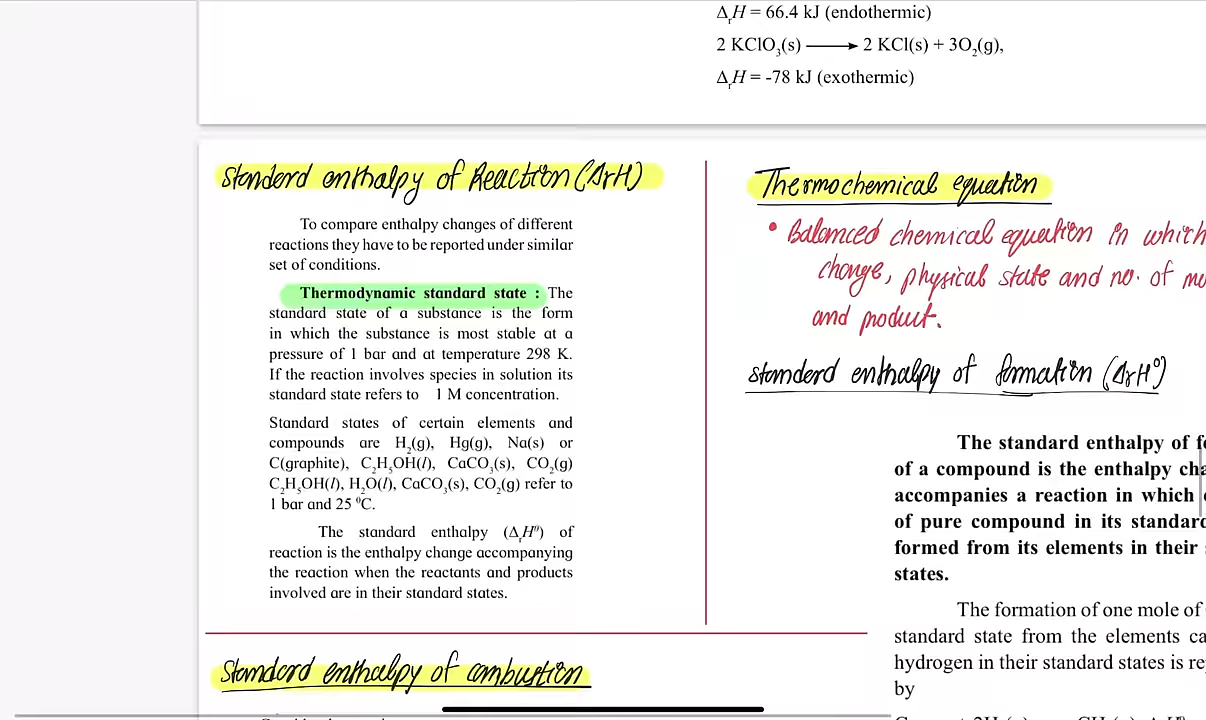 ΔᵣH = 66.4 kJ (endothermic)
2 KClO₃(s) ⟶ 2 KCl(s) + 3O₂(g),
ΔᵣH = -78 kJ (exothermic)
Standerd enthalpy of Reaction (ΔrH)
To compare enthalpy changes of different
reactions they have to be reported under similar
set of conditions.
Thermodynamic standard state : The
standard state of a substance is the form
in which the substance is most stable at a
pressure of 1 bar and at temperature 298 K.
If the reaction involves species in solution its
standard state refers to 1 M concentration.
Standard states of certain elements and
compounds are H₂(g), Hg(g), Na(s) or
C(graphite), C₂H₅OH(l), CaCO₃(s), CO₂(g)
C₂H₅OH(l), H₂O(l), CaCO₃(s), CO₂(g) refer to
1 bar and 25 ⁰C.
The standard enthalpy (ΔᵣH⁰) of
reaction is the enthalpy change accompanying
the reaction when the reactants and products
involved are in their standard states.
Standard enthalpy of combustion
Thermochemical equation
• Balanced chemical equation in which
change, physical state and no. of mo
and product.
standerd enthalpy of formation (ΔrH⁰)
The standard enthalpy of fo
of a compound is the enthalpy cha
accompanies a reaction in which
of pure compound in its standard
formed from its elements in their
states.
The formation of one mole of
standard state from the elements ca
hydrogen in their standard states is re
by